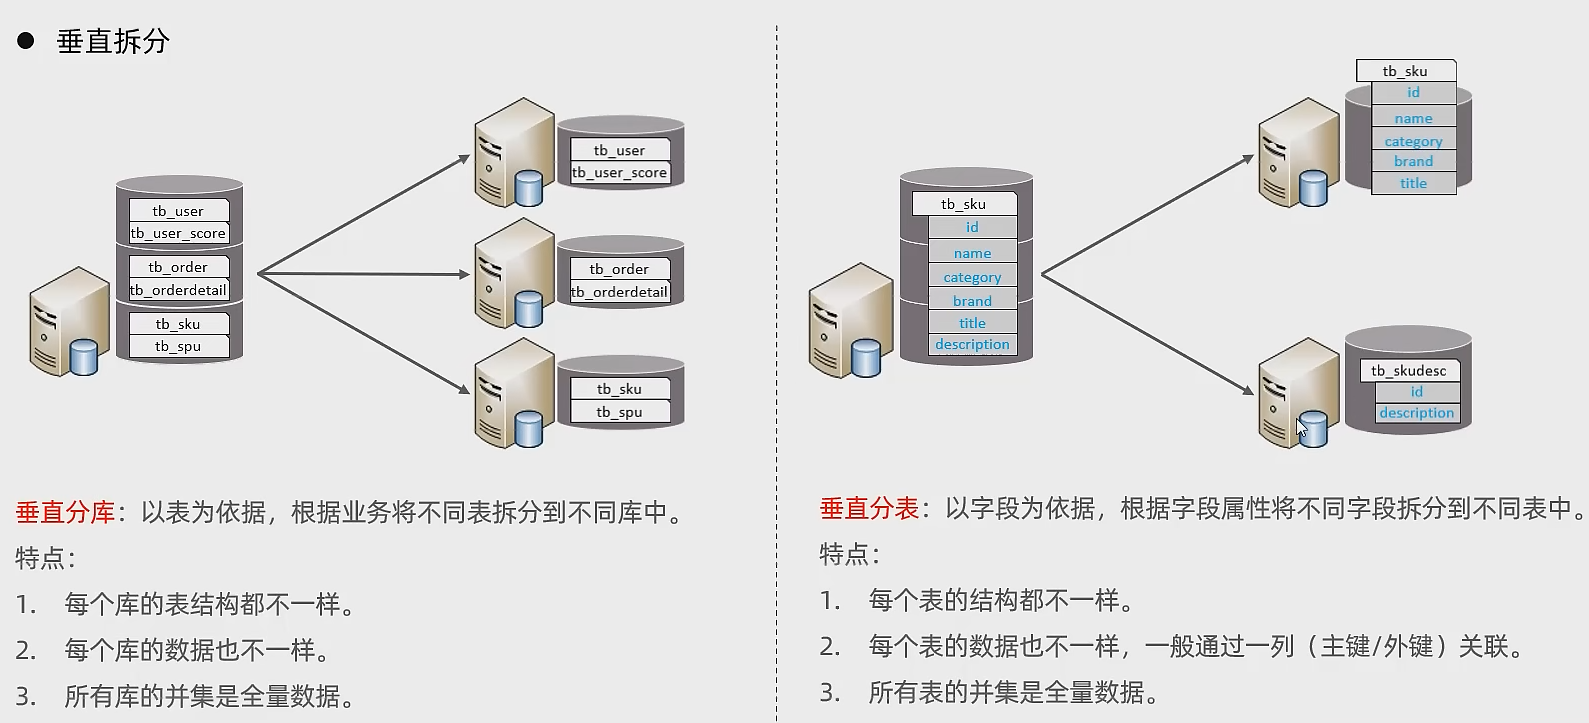 ● 垂直拆分
tb_user
tb_user_score
tb_order
tb_orderdetail
tb_sku
tb_spu
tb_user
tb_user_score
tb_order
tb_orderdetail
tb_sku
tb_spu
垂直分库：以表为依据，根据业务将不同表拆分到不同库中。
特点：
1. 每个库的表结构都不一样。
2. 每个库的数据也不一样。
3. 所有库的并集是全量数据。
tb_sku
id
name
category
brand
title
description
tb_sku
id
name
category
brand
title
tb_skudesc
id
description
垂直分表：以字段为依据，根据字段属性将不同字段拆分到不同表中。
特点：
1. 每个表的结构都不一样。
2. 每个表的数据也不一样，一般通过一列（主键/外键）关联。
3. 所有表的并集是全量数据。